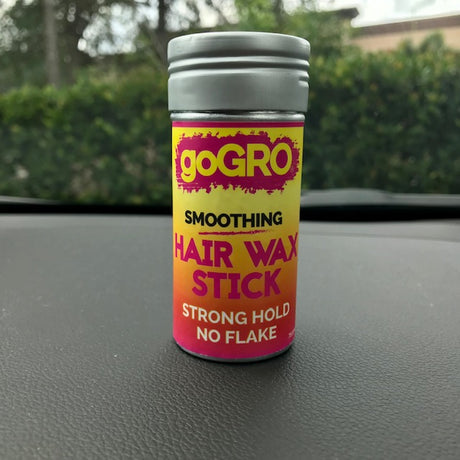 goGRO
SMOOTHING
HAIR WAX
STICK
STRONG HOLD
NO FLAKE